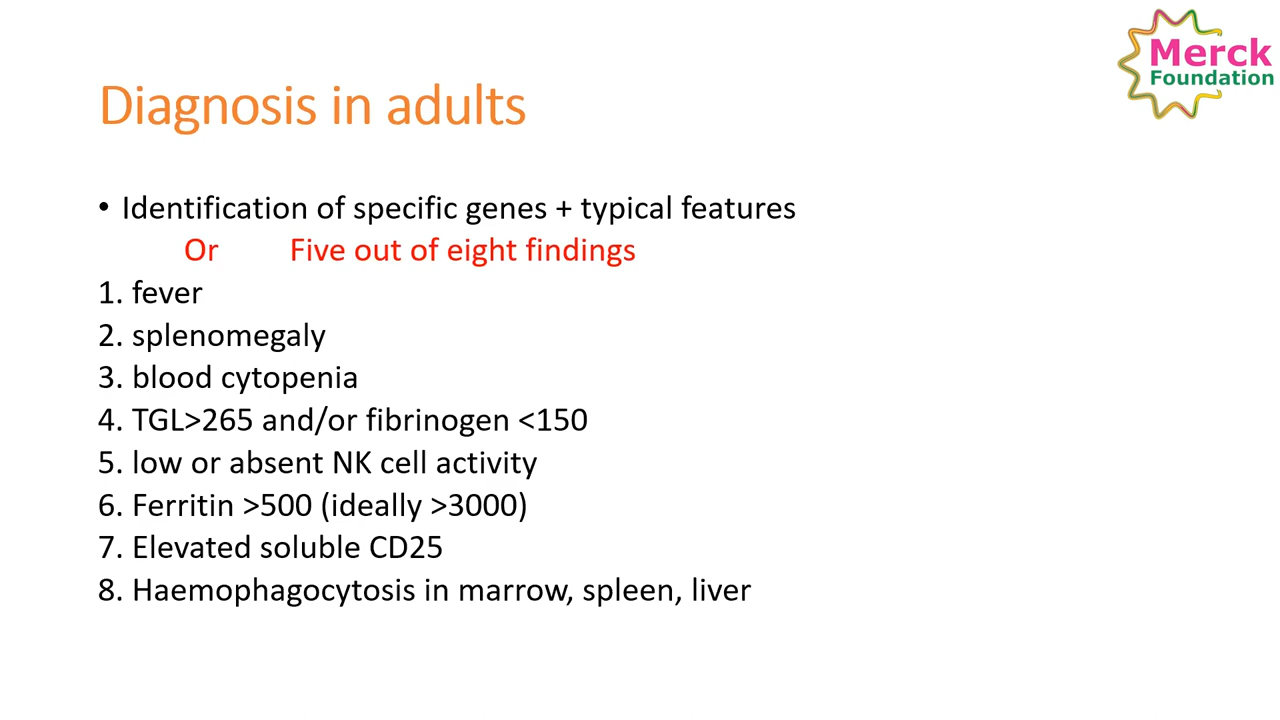 Merck
Foundation
Diagnosis in adults
• Identification of specific genes + typical features
Or Five out of eight findings
1. fever
2. splenomegaly
3. blood cytopenia
4. TGL>265 and/or fibrinogen <150
5. low or absent NK cell activity
6. Ferritin >500 (ideally >3000)
7. Elevated soluble CD25
8. Haemophagocytosis in marrow, spleen, liver